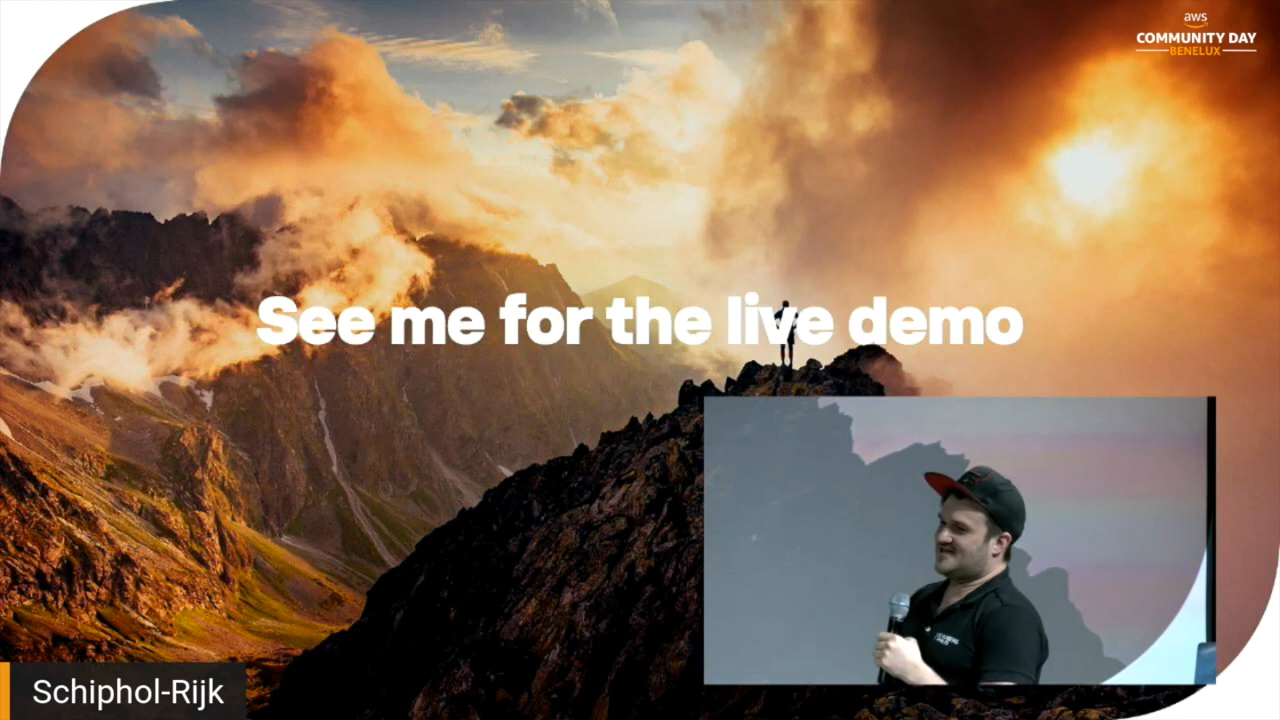 aws
COMMUNITY DAY
BENELUX
See me for the live demo
Schiphol-Rijk